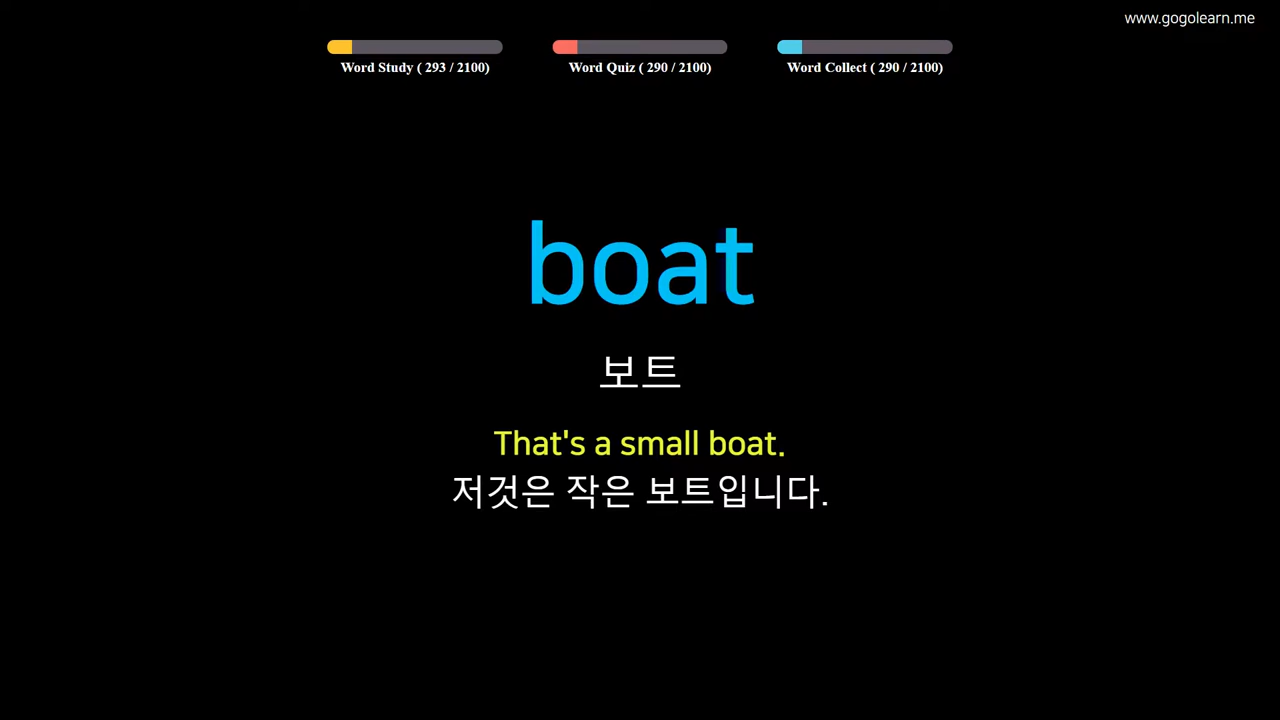 www.gogolearn.me
Word Study ( 293 / 2100)
Word Quiz ( 290 / 2100)
Word Collect ( 290 / 2100)
boat
보트
That's a small boat.
저것은 작은 보트입니다.